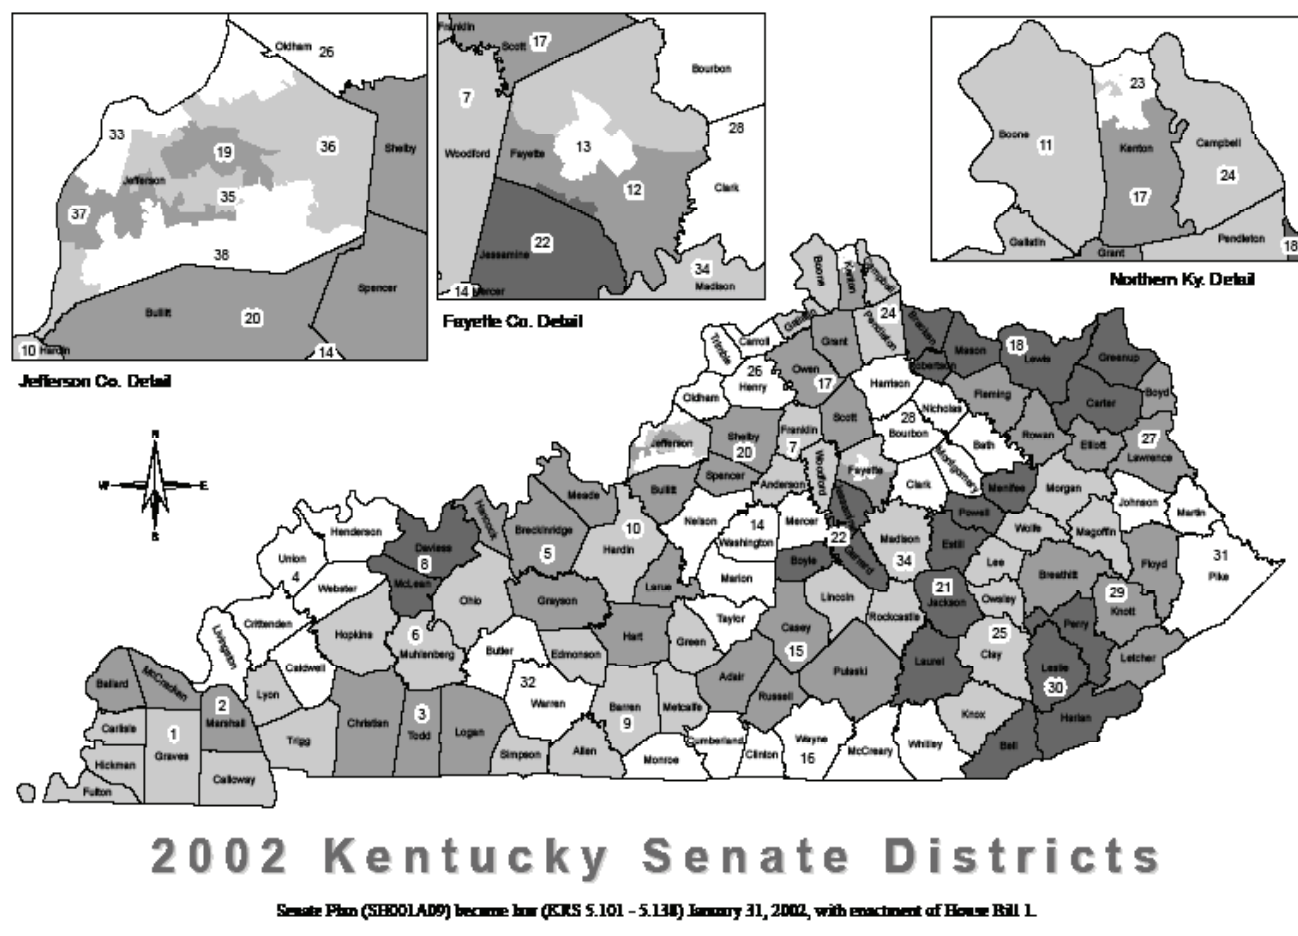 Oldham 26
33
19
36
Shelby
Jefferson
35
37
38
Spencer
Bullitt
20
10 Hardin
14
Jefferson Co. Detail
Franklin
Scott 17
Bourbon
7
28
Woodford
Fayette
13
12
Clark
22
Jessamine
34
Madison
14 Mercer
Fayette Co. Detail
23
Boone
11
Kenton
Campbell
24
17
Gallatin
Grant
Pendleton
18
Northern Ky. Detail
N
W E
S
Boone
Kenton
Campbell
Gallatin
Carroll
Trimble
Grant
Pendleton
24
Bracken
Mason
18
Lewis
Greenup
Robertson
26
Henry
Owen
17
Harrison
Oldham
Fleming
Carter
Boyd
Nicholas
Scott
28
Bourbon
Jefferson
Shelby
20
Franklin
7
Bath
Rowan
Elliott
27
Lawrence
Spencer
Woodford
Fayette
Montgomery
Anderson
Clark
Menifee
Morgan
Bullitt
Meade
Hancock
Breckinridge
5
10
Hardin
Nelson
14
Washington
Mercer
Jessamine
22
Garrard
Madison
34
Powell
Estill
Wolfe
Magoffin
Johnson
Martin
31
Pike
Henderson
Union
4
Daviess
8
McLean
Webster
Ohio
Grayson
Larue
Marion
Boyle
Lee
Breathitt
Floyd
29
Knott
21
Jackson
Owsley
Lincoln
Rockcastle
Taylor
Casey
15
Perry
25
Clay
Leslie
30
Letcher
Livingston
Crittenden
Hopkins
6
Muhlenberg
Butler
Edmonson
Hart
Green
Adair
Russell
Pulaski
Laurel
Harlan
Ballard
McCracken
Caldwell
Lyon
32
Warren
Barren
9
Metcalfe
Knox
Bell
Carlisle
1
Graves
2
Marshall
Trigg
Christian
3
Todd
Logan
Simpson
Allen
Monroe
Cumberland
Clinton
Wayne
16
McCreary
Whitley
Hickman
Fulton
Calloway
2002 Kentucky Senate Districts
Senate Plan (SH001A09) became law (KRS 5.101 - 5.138) January 31, 2002, with enactment of House Bill 1.